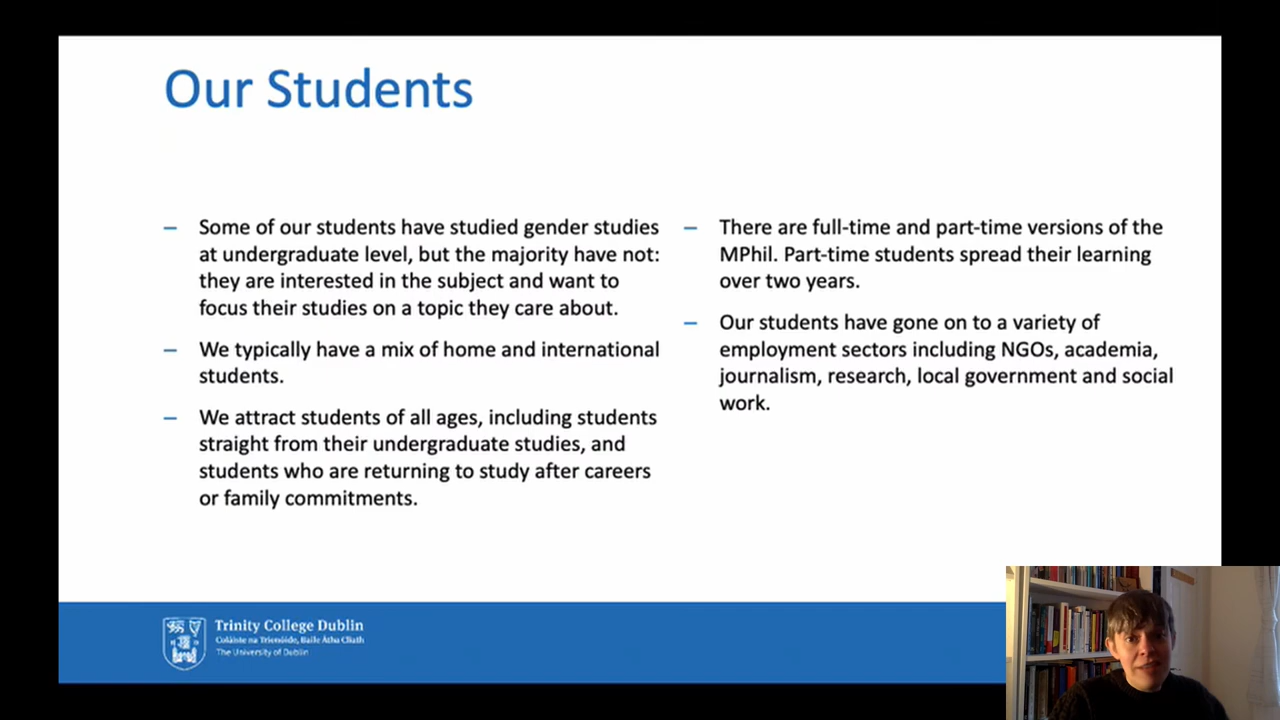 Our Students
– Some of our students have studied gender studies
at undergraduate level, but the majority have not:
they are interested in the subject and want to
focus their studies on a topic they care about.
– We typically have a mix of home and international
students.
– We attract students of all ages, including students
straight from their undergraduate studies, and
students who are returning to study after careers
or family commitments.
– There are full-time and part-time versions of the
MPhil. Part-time students spread their learning
over two years.
– Our students have gone on to a variety of
employment sectors including NGOs, academia,
journalism, research, local government and social
work.
Trinity College Dublin
Coláiste na Tríonóide, Baile Átha Cliath
The University of Dublin